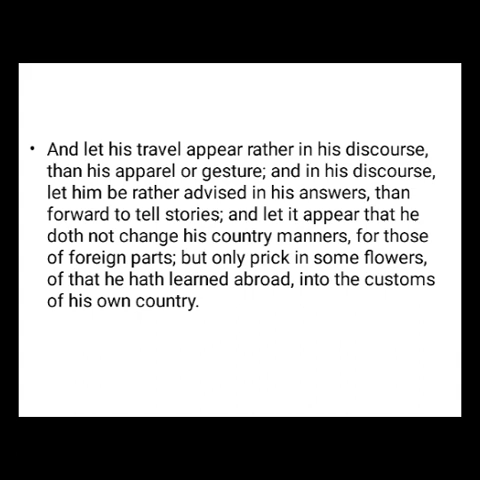 • And let his travel appear rather in his discourse,
than his apparel or gesture; and in his discourse,
let him be rather advised in his answers, than
forward to tell stories; and let it appear that he
doth not change his country manners, for those
of foreign parts; but only prick in some flowers,
of that he hath learned abroad, into the customs
of his own country.